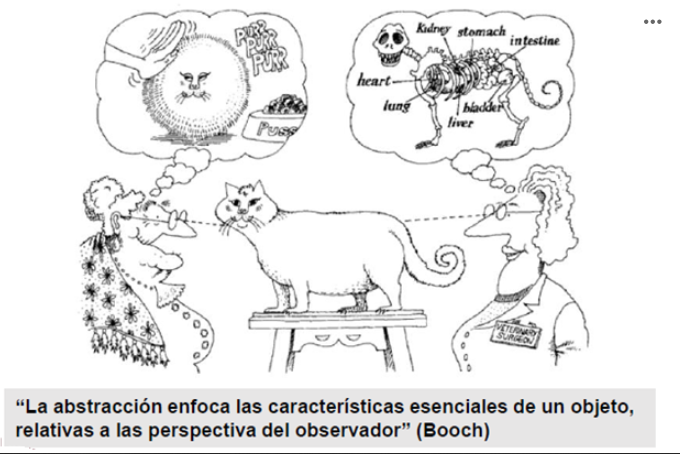 PURR
PURR
PURR
Puss
Kidney
stomach
intestine
heart
lung
bladder
liver
VETERINARY
SURGEON
“La abstracción enfoca las características esenciales de un objeto,
relativas a las perspectiva del observador” (Booch)